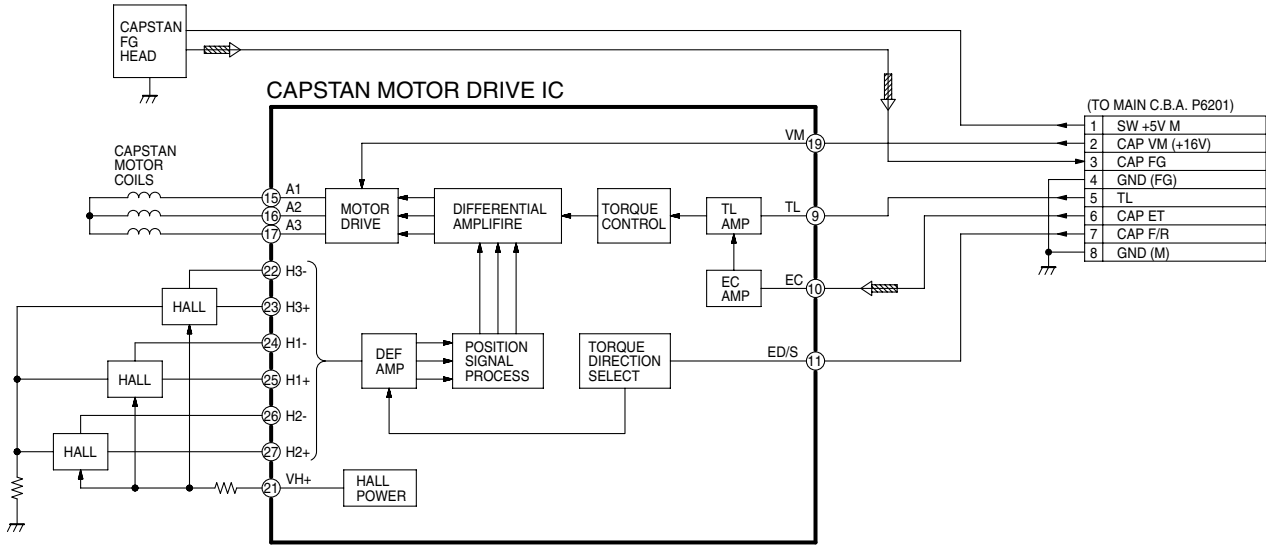 CAPSTAN
FG
HEAD
CAPSTAN MOTOR DRIVE IC
(TO MAIN C.B.A. P6201)
1 SW +5V M
2 CAP VM (+16V)
3 CAP FG
4 GND (FG)
5 TL
6 CAP ET
7 CAP F/R
8 GND (M)
VM 19
CAPSTAN
MOTOR
COILS
15 A1
16 A2
17 A3
MOTOR
DRIVE
DIFFERENTIAL
AMPLIFIRE
TORQUE
CONTROL
TL
AMP
TL 9
EC
AMP
EC 10
22 H3-
HALL
23 H3+
24 H1-
HALL
25 H1+
26 H2-
HALL
27 H2+
DEF
AMP
POSITION
SIGNAL
PROCESS
TORQUE
DIRECTION
SELECT
ED/S 11
21 VH+
HALL
POWER